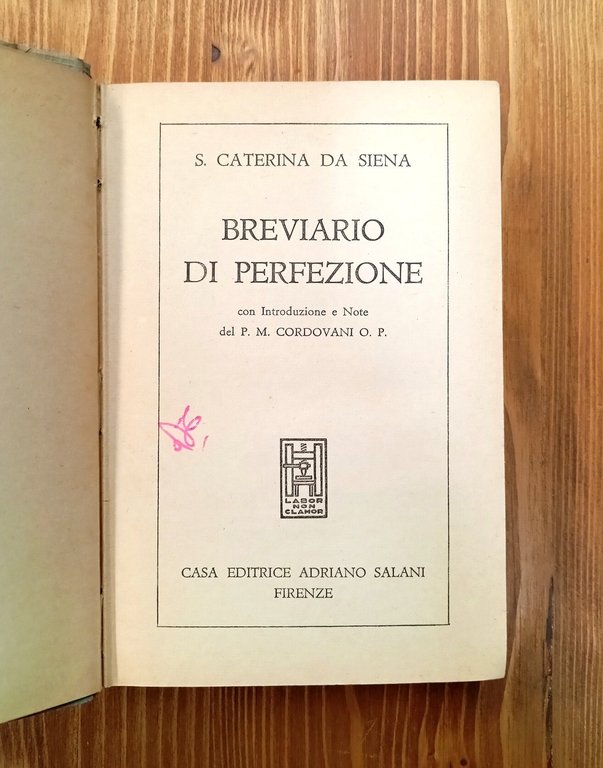 S. CATERINA DA SIENA
BREVIARIO
DI PERFEZIONE
con Introduzione e Note
del P. M. CORDOVANI O. P.
LABOR
NON
CLAMOR
CASA EDITRICE ADRIANO SALANI
FIRENZE